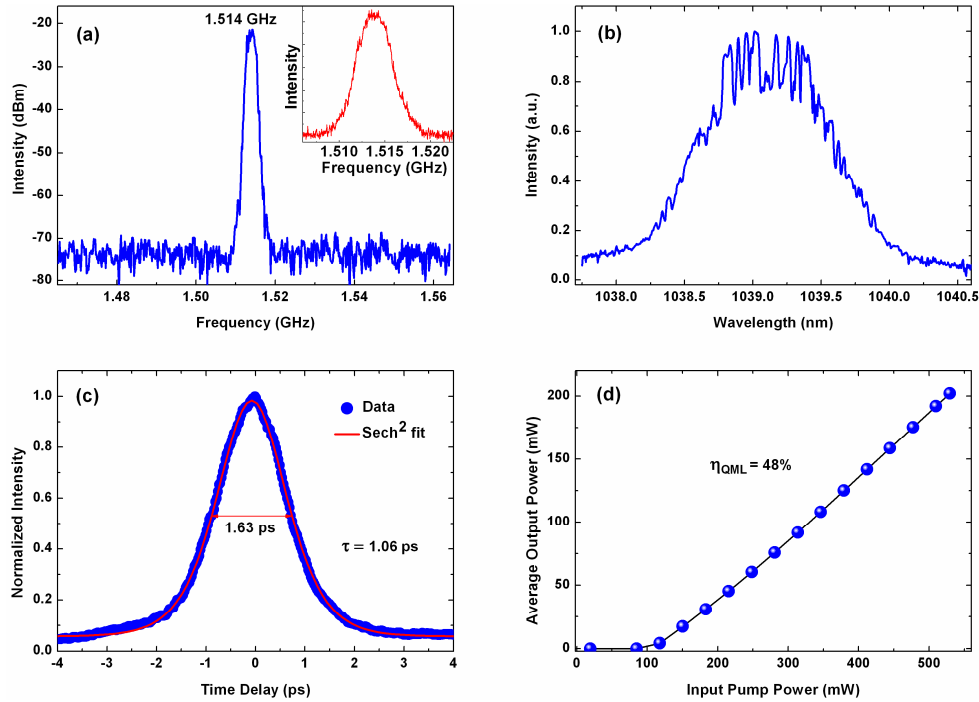 (a)
1.514 GHz
-20
-30
-40
-50
-60
-70
-80
Intensity (dBm)
1.48
1.50
1.52
1.54
1.56
Frequency (GHz)
Intensity
1.510
1.515
1.520
Frequency (GHz)
(b)
1.0
0.8
0.6
0.4
0.2
0.0
Intensity (a.u.)
1038.0
1038.5
1039.0
1039.5
1040.0
1040.5
Wavelength (nm)
(c)
Data
Sech² fit
1.63 ps
τ = 1.06 ps
1.0
0.8
0.6
0.4
0.2
0.0
Normalized Intensity
-4
-3
-2
-1
0
1
2
3
4
Time Delay (ps)
(d)
ηQML = 48%
200
150
100
50
0
Average Output Power (mW)
0
100
200
300
400
500
Input Pump Power (mW)